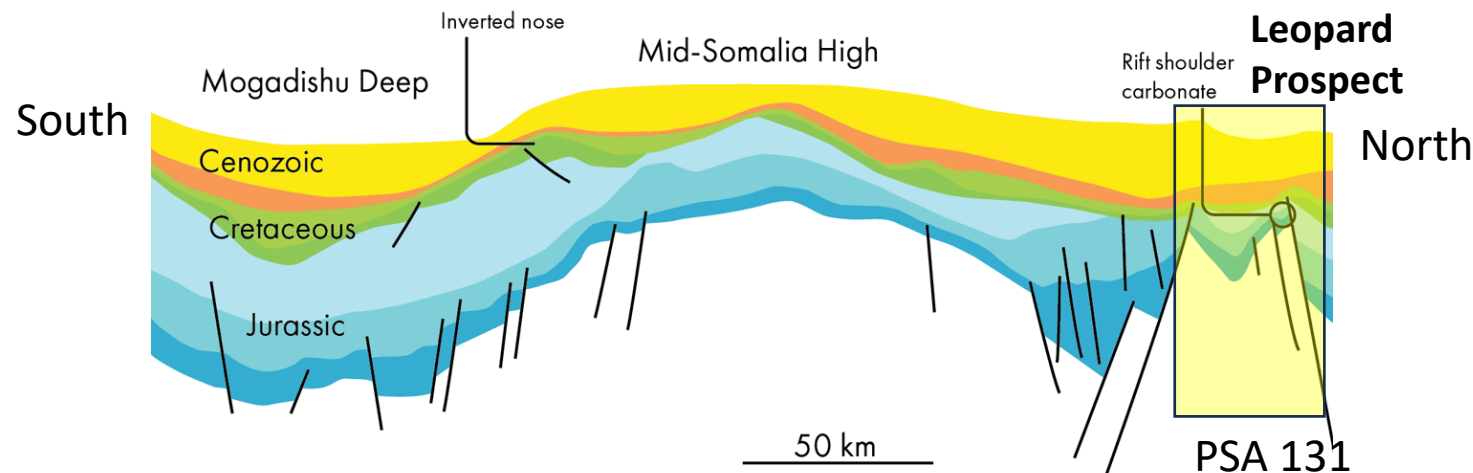 Inverted nose
Mid-Somalia High
Leopard
Prospect
Rift shoulder
carbonate
Mogadishu Deep
South
North
Cenozoic
Cretaceous
Jurassic
50 km
PSA 131